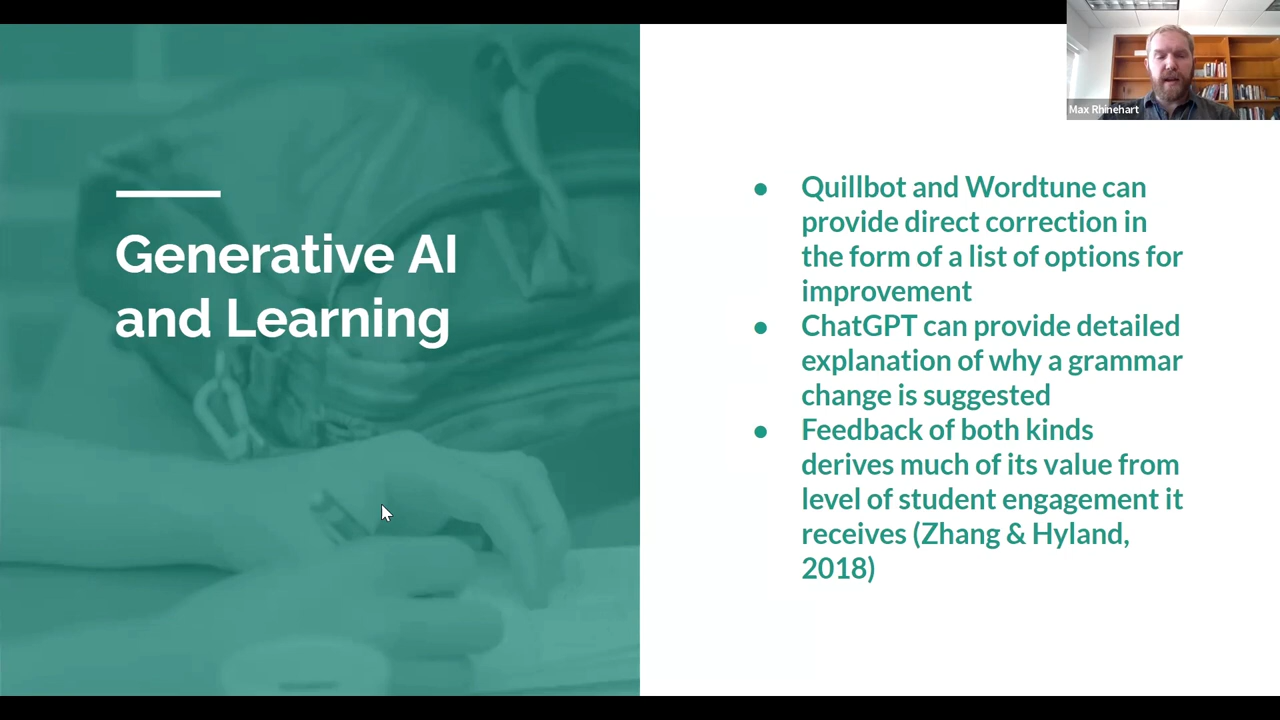 Max Rhinehart
Generative AI
and Learning
● Quillbot and Wordtune can
provide direct correction in
the form of a list of options for
improvement
● ChatGPT can provide detailed
explanation of why a grammar
change is suggested
● Feedback of both kinds
derives much of its value from
level of student engagement it
receives (Zhang & Hyland,
2018)